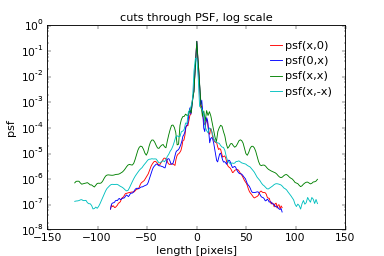 cuts through PSF, log scale
psf
10^0
10^-1
10^-2
10^-3
10^-4
10^-5
10^-6
10^-7
10^-8
psf(x,0)
psf(0,x)
psf(x,x)
psf(x,-x)
−150 −100 −50 0 50 100 150
length [pixels]